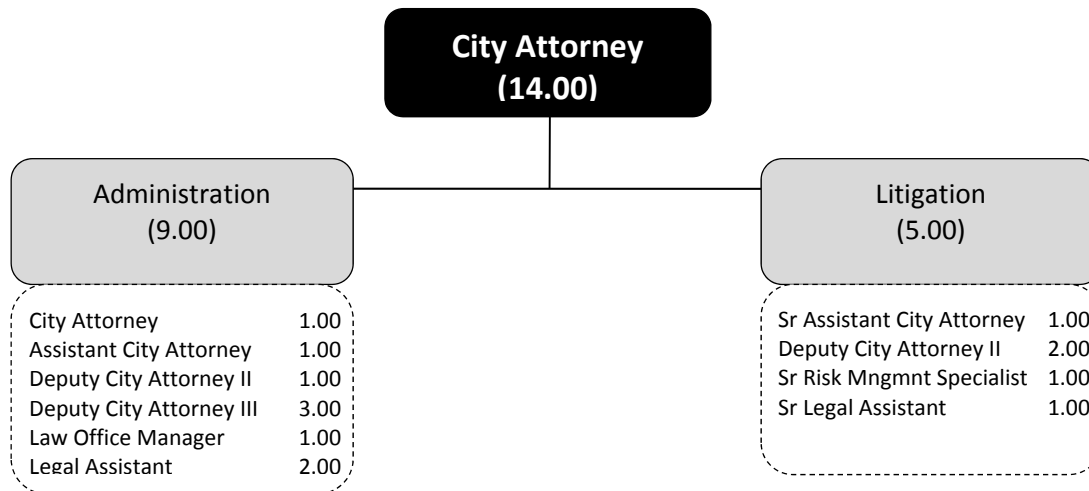 City Attorney
(14.00)
Administration
(9.00)
Litigation
(5.00)
City Attorney 1.00
Assistant City Attorney 1.00
Deputy City Attorney II 1.00
Deputy City Attorney III 3.00
Law Office Manager 1.00
Legal Assistant 2.00
Sr Assistant City Attorney 1.00
Deputy City Attorney II 2.00
Sr Risk Mngmnt Specialist 1.00
Sr Legal Assistant 1.00